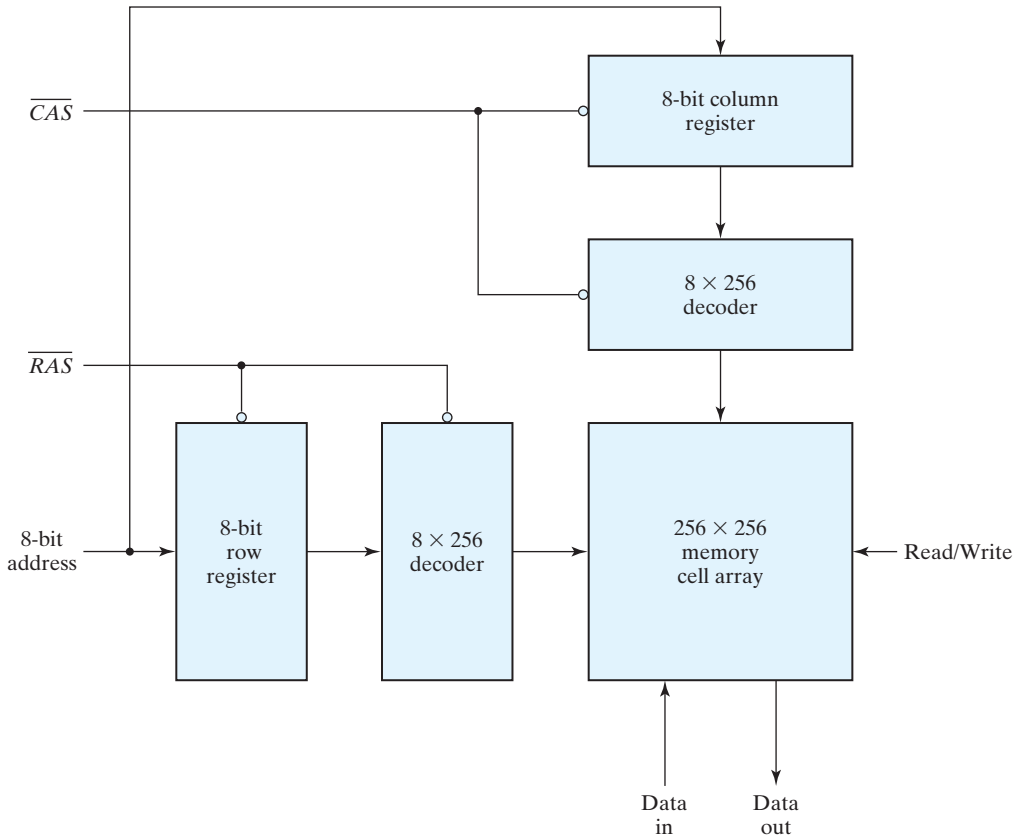 8-bit column
register
CAS
8 × 256
decoder
RAS
8-bit
address
8-bit
row
register
8 × 256
decoder
256 × 256
memory
cell array
Read/Write
Data
in
Data
out